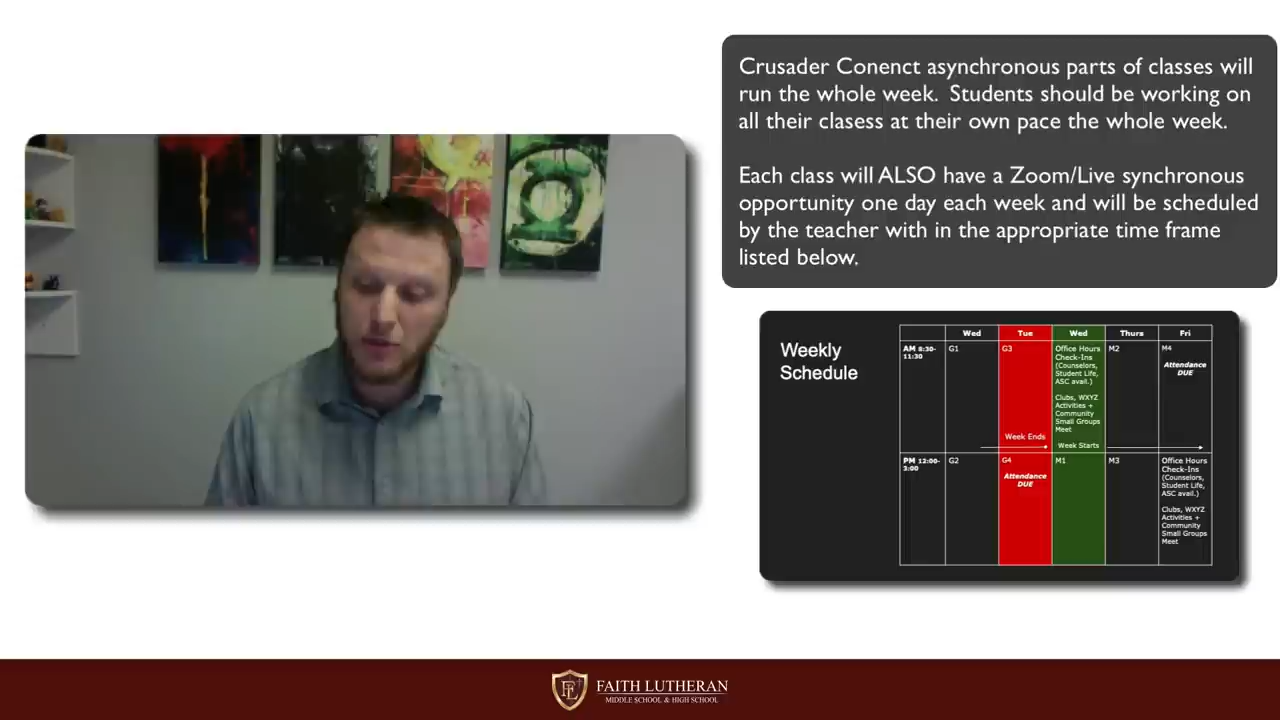 Crusader Conenct asynchronous parts of classes will
run the whole week. Students should be working on
all their clasess at their own pace the whole week.
Each class will ALSO have a Zoom/Live synchronous
opportunity one day each week and will be scheduled
by the teacher with in the appropriate time frame
listed below.
Weekly
Schedule
Wed Tue Wed Thurs Fri
AM 8:30-
11:30
G1
G3
Week Ends
Office Hours
Check-Ins
(Counselors,
Student Life,
ASC avail.)
Clubs, WXYZ
Activities +
Community
Small Groups
Meet
Week Starts
M2
M4
Attendance
DUE
PM 12:00-
3:00
G2
G4
Attendance
DUE
M1
M3
Office Hours
Check-Ins
(Counselors,
Student Life,
ASC avail.)
Clubs, WXYZ
Activities +
Community
Small Groups
Meet
FL
FAITH LUTHERAN
MIDDLE SCHOOL & HIGH SCHOOL